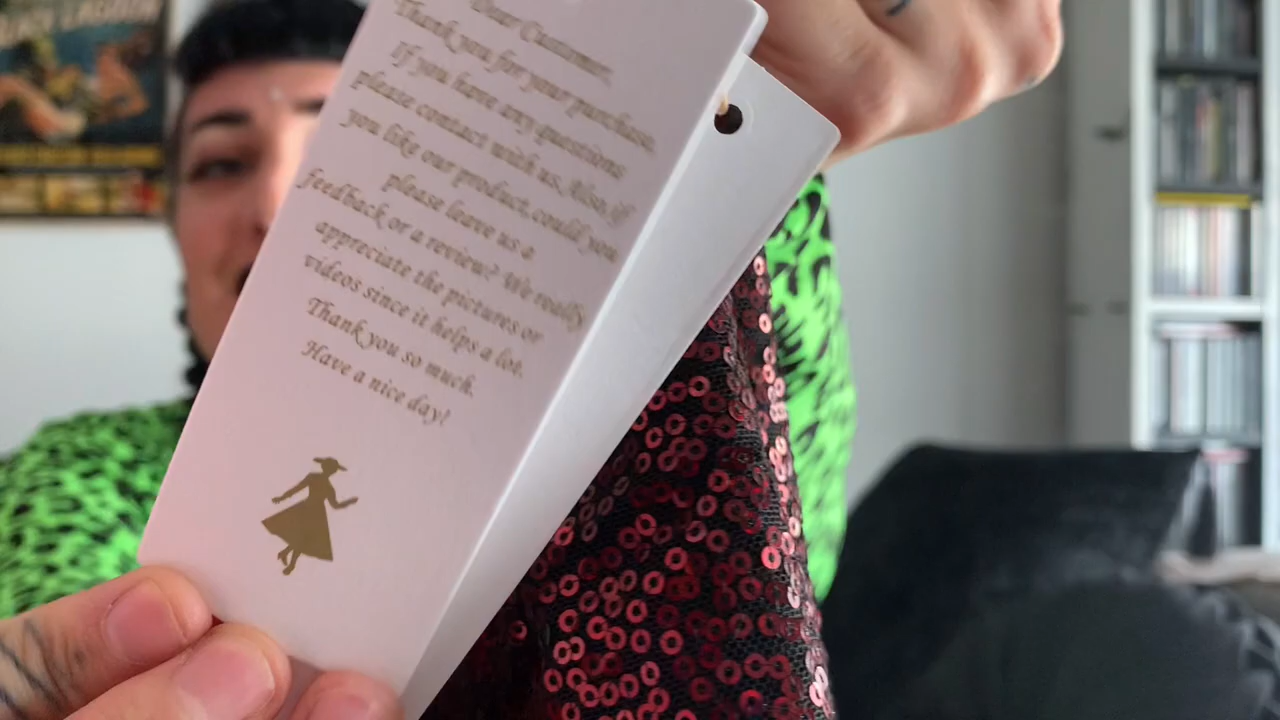 Dear Customer,
Thank you for your purchase.
If you have any questions
please contact with us. Also, if
you like our product, could you
please leave us a
feedback or a review? We really
appreciate the pictures or
videos since it helps a lot.
Thank you so much.
Have a nice day!
LAGOON